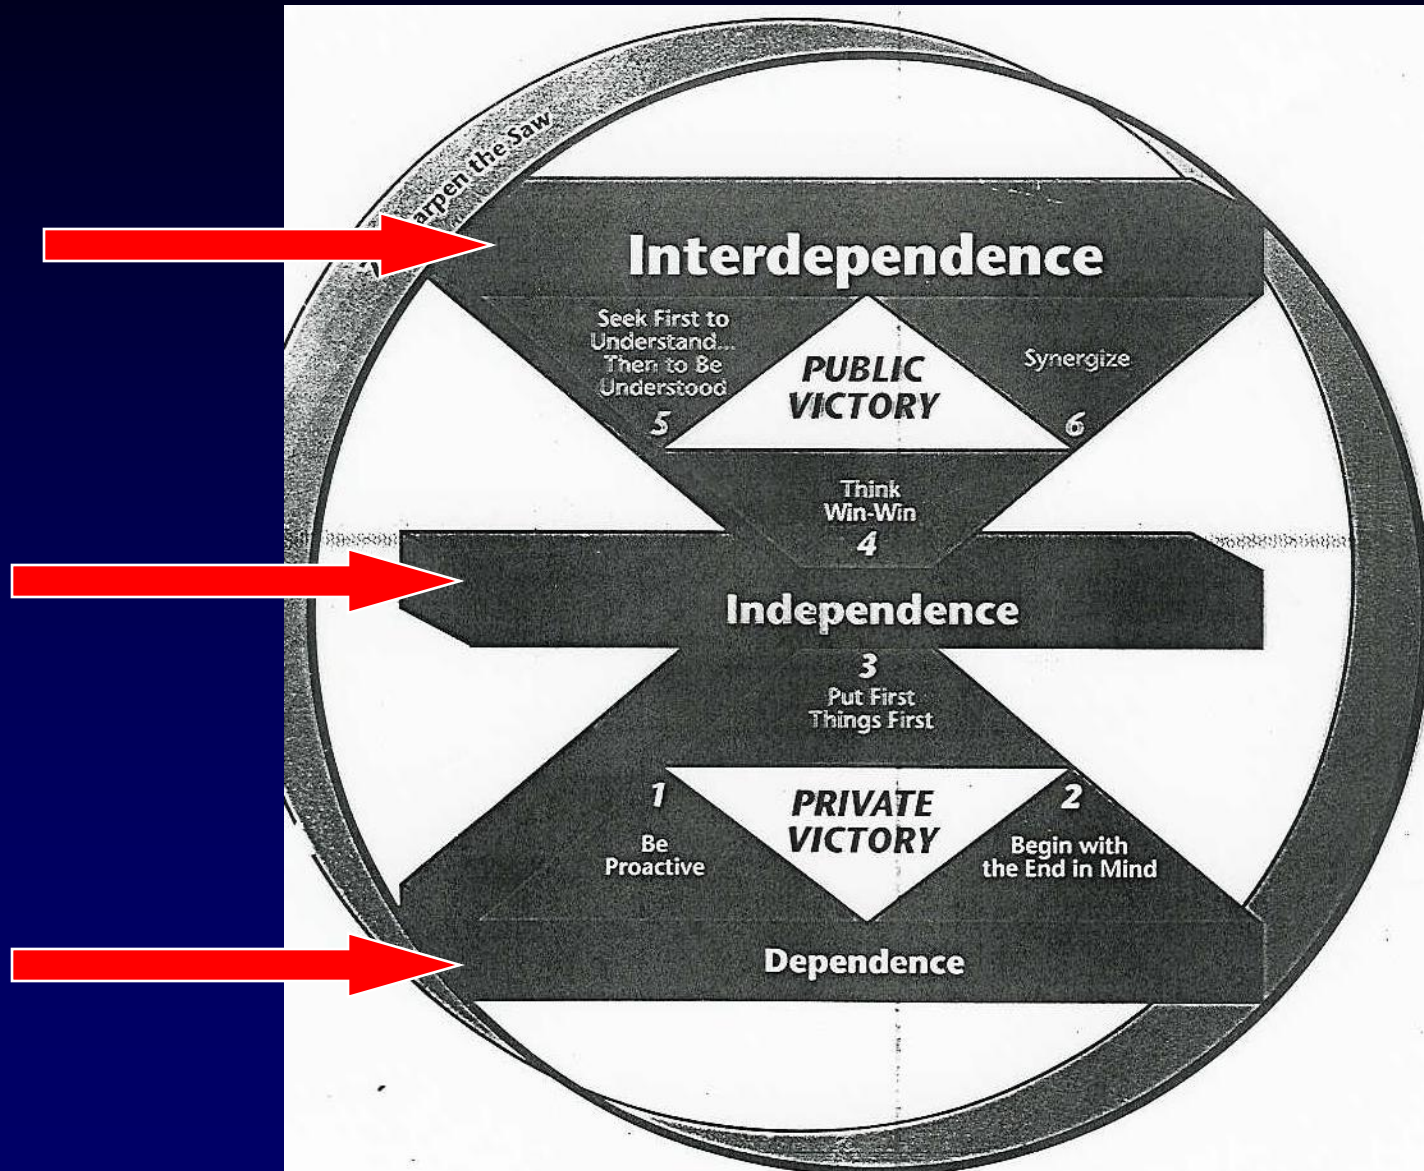 the Saw
Interdependence
Seek First to
Understand...
Then to Be
Understood
5
PUBLIC
VICTORY
Synergize
6
Think
Win-Win
4
Independence
3
Put First
Things First
1
Be
Proactive
PRIVATE
VICTORY
2
Begin with
the End in Mind
Dependence